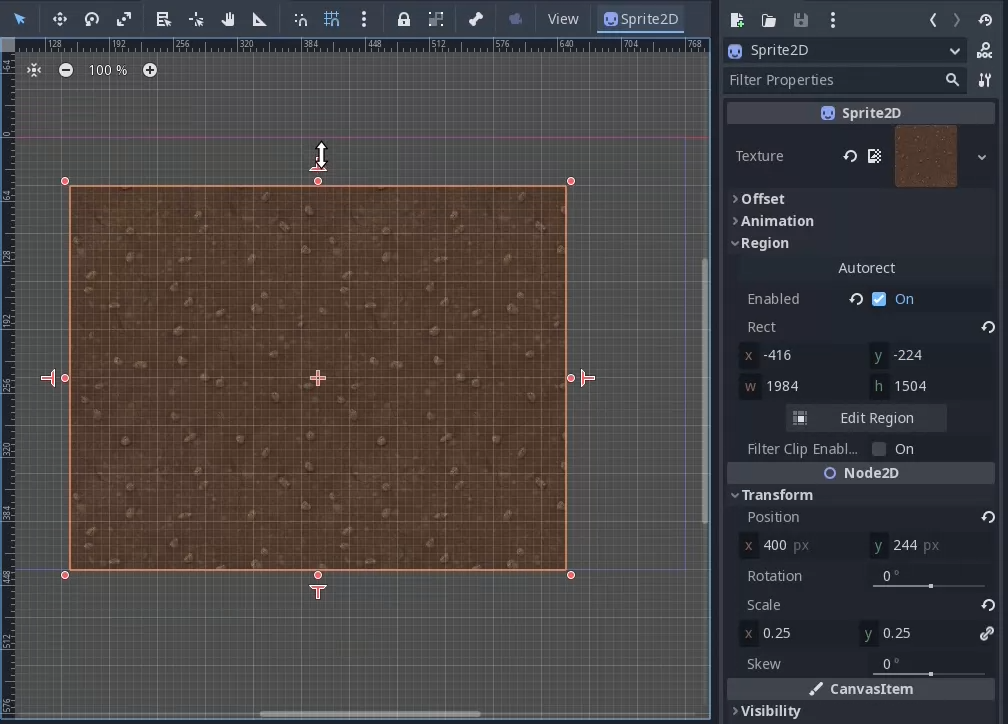 View Sprite2D
128 192 256 320 384 448 512 576 640 704 768
-64
0
64
128
192
256
320
384
448
512
576
100 %
Sprite2D
Filter Properties
Sprite2D
Texture
Offset
Animation
Region
Autorect
Enabled On
Rect
x -416 y -224
w 1984 h 1504
Edit Region
Filter Clip Enabl... On
Node2D
Transform
Position
x 400 px y 244 px
Rotation 0 °
Scale
x 0.25 y 0.25
Skew 0 °
CanvasItem
Visibility